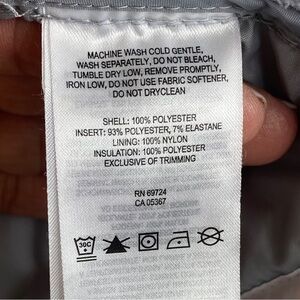 MACHINE WASH COLD GENTLE,
WASH SEPARATELY, DO NOT BLEACH,
TUMBLE DRY LOW, REMOVE PROMPTLY,
IRON LOW, DO NOT USE FABRIC SOFTENER,
DO NOT DRYCLEAN
SHELL: 100% POLYESTER
INSERT: 93% POLYESTER, 7% ELASTANE
LINING: 100% NYLON
INSULATION: 100% POLYESTER
EXCLUSIVE OF TRIMMING
RN 69724
CA 05367
30C